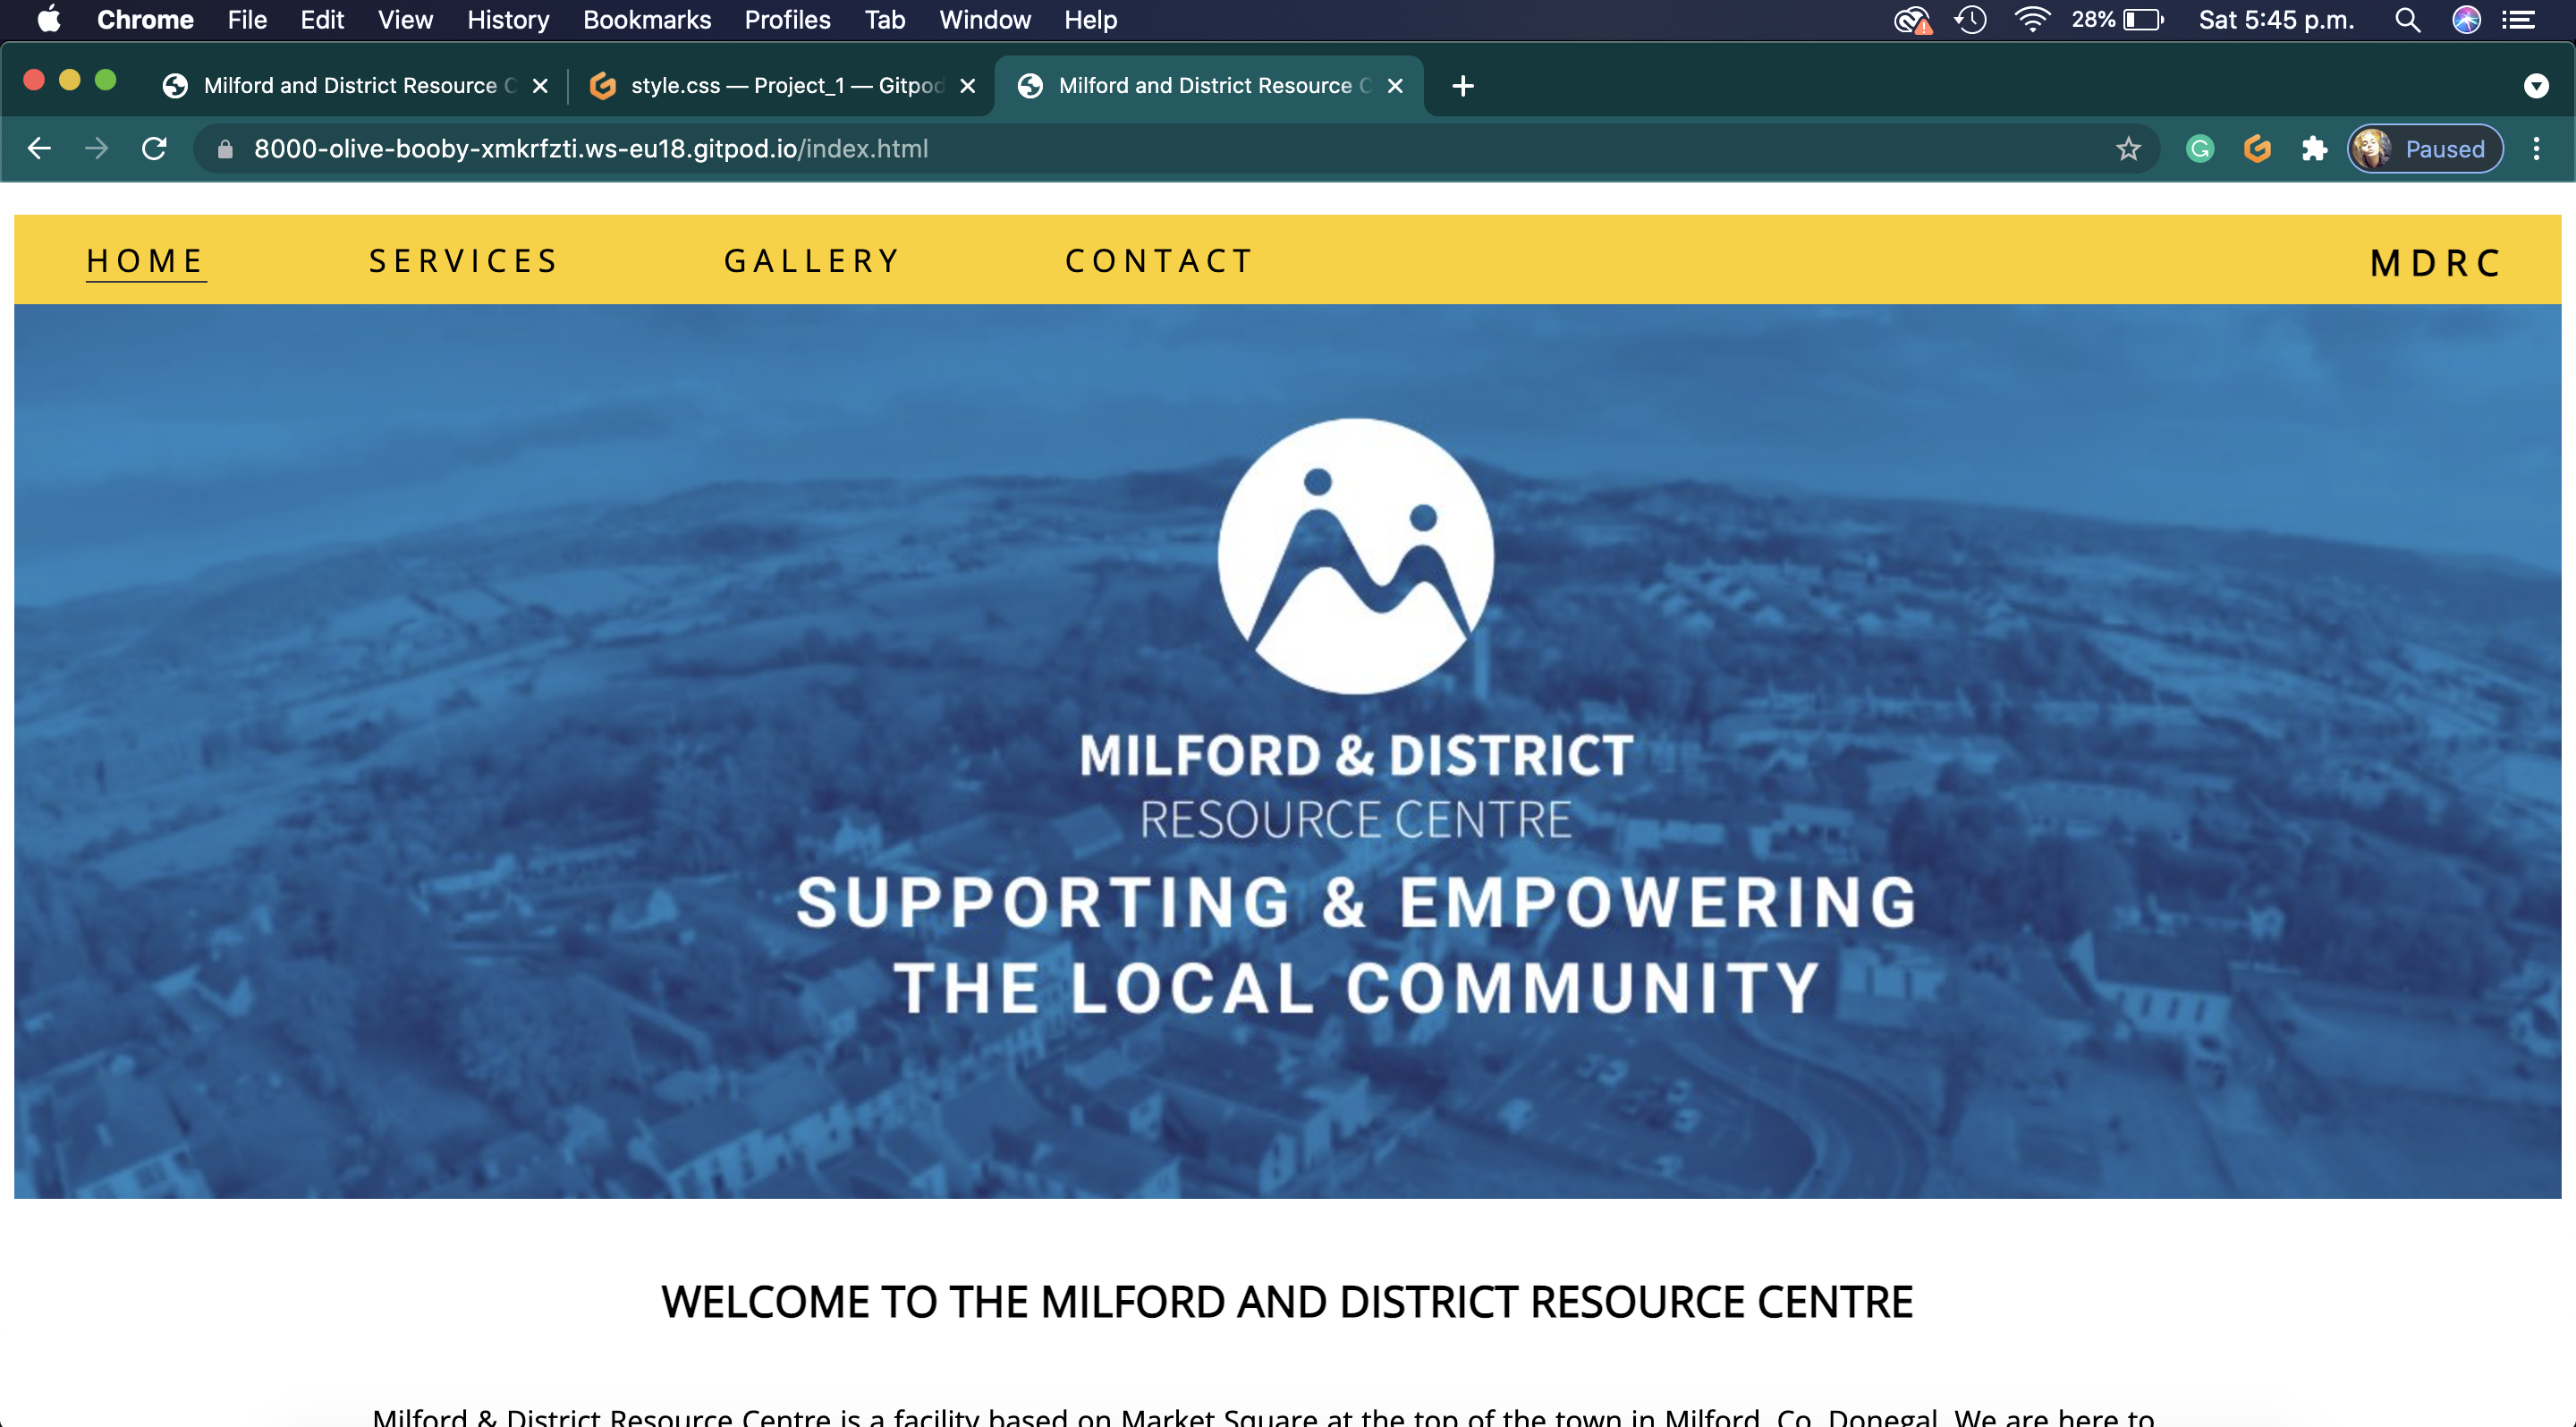 Chrome File Edit View History Bookmarks Profiles Tab Window Help 28% Sat 5:45 p.m.
Milford and District Resource C style.css — Project_1 — Gitpod Milford and District Resource C
8000-olive-booby-xmkrfzti.ws-eu18.gitpod.io/index.html Paused
HOME SERVICES GALLERY CONTACT MDRC
MILFORD & DISTRICT
RESOURCE CENTRE
SUPPORTING & EMPOWERING
THE LOCAL COMMUNITY
WELCOME TO THE MILFORD AND DISTRICT RESOURCE CENTRE
Milford & District Resource Centre is a facility based on Market Square at the top of the town in Milford, Co. Donegal. We are here to